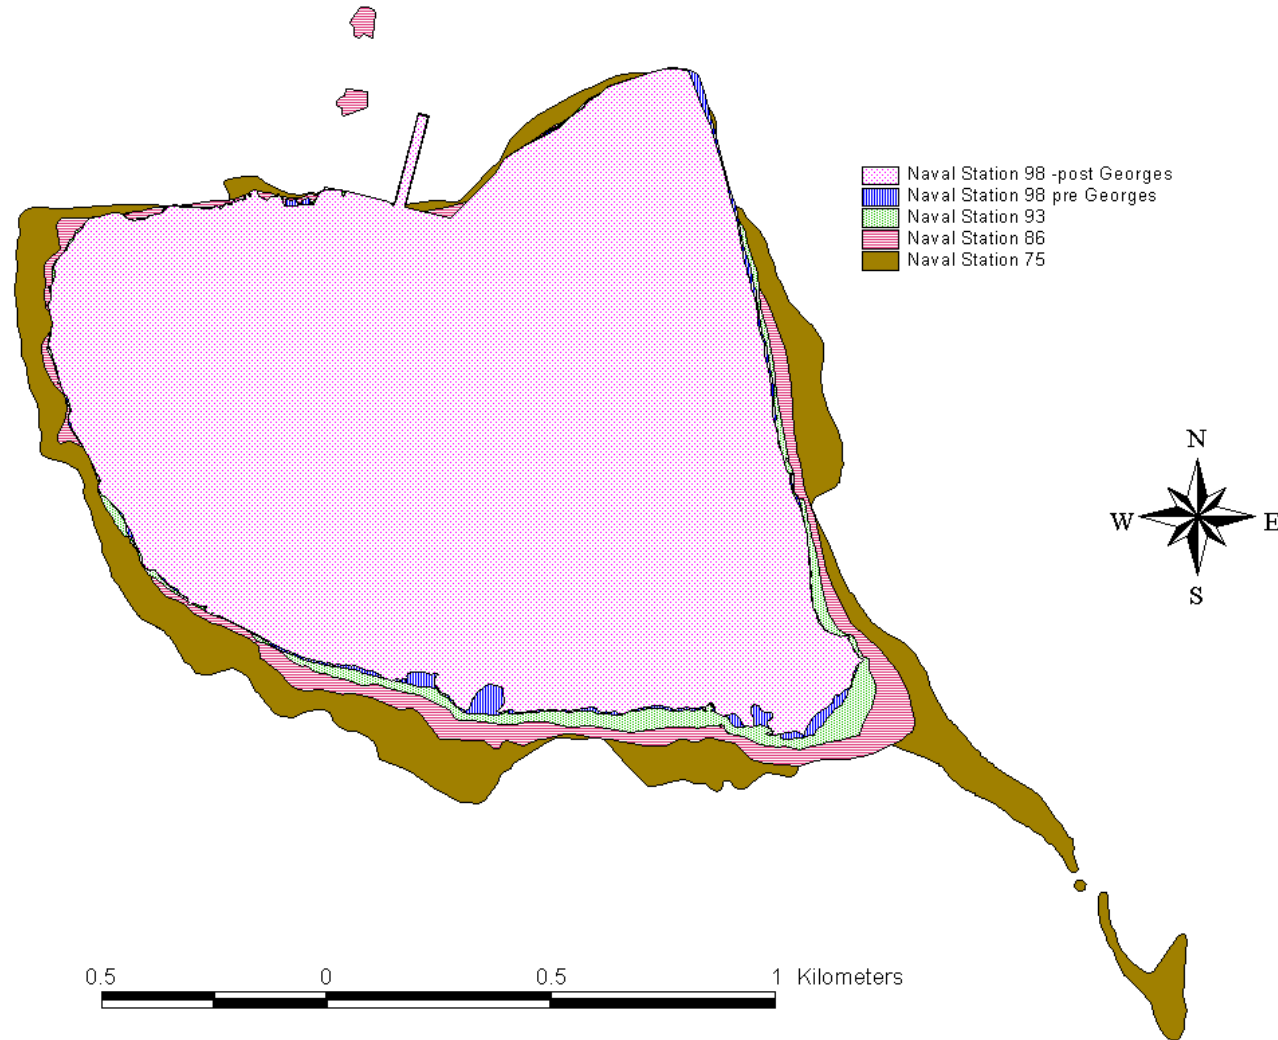 Naval Station 98 -post Georges
Naval Station 98 pre Georges
Naval Station 93
Naval Station 86
Naval Station 75
N
W E
S
0.5 0 0.5 1 Kilometers